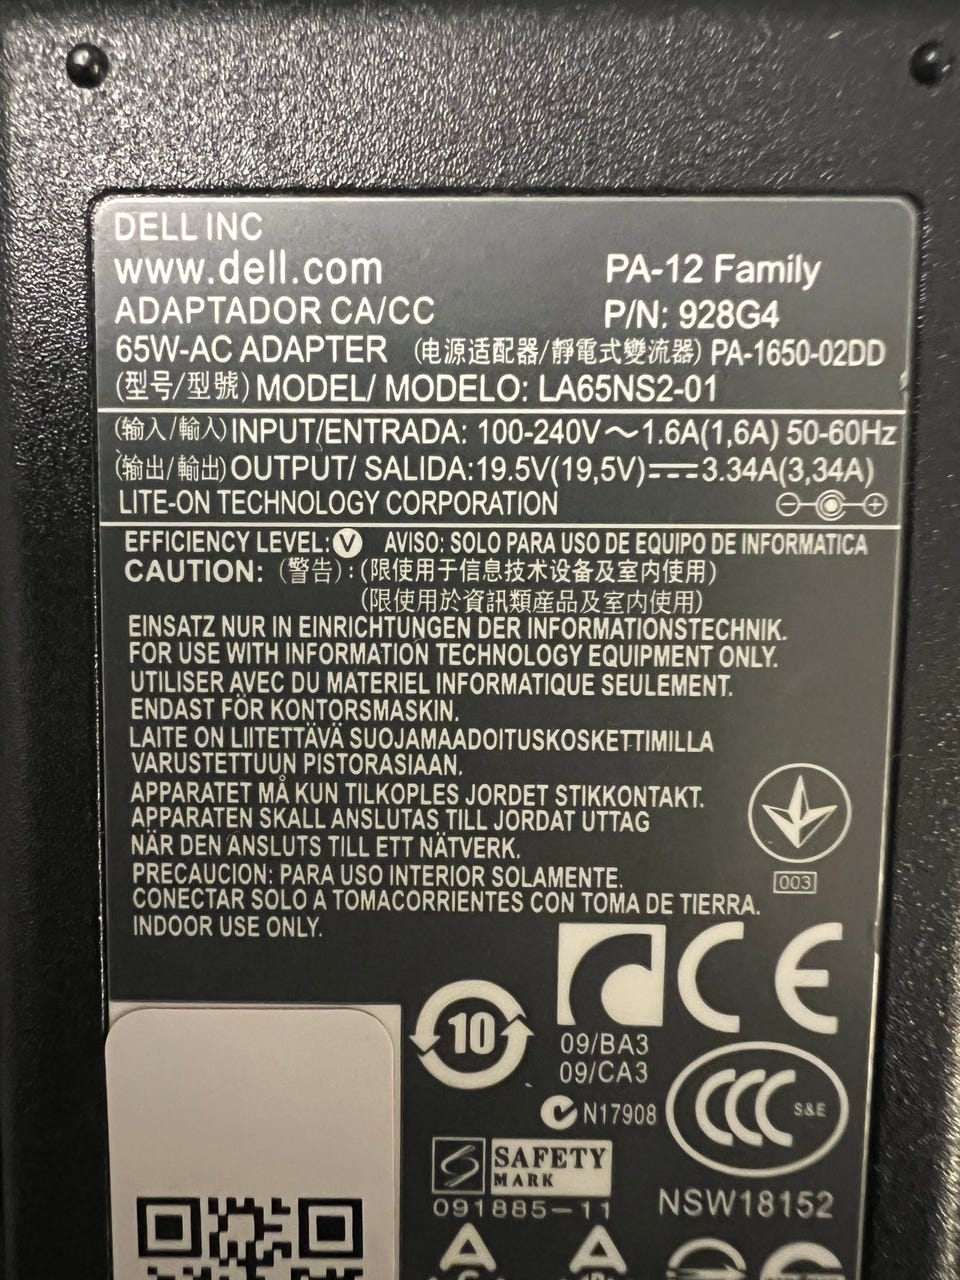 DELL INC
www.dell.com
PA-12 Family
ADAPTADOR CA/CC
P/N: 928G4
65W-AC ADAPTER (电源适配器/靜電式變流器) PA-1650-02DD
(型号/型號) MODEL/ MODELO: LA65NS2-01
(输入/輸入) INPUT/ENTRADA: 100-240V～1.6A(1,6A) 50-60Hz
(输出/輸出) OUTPUT/ SALIDA:19.5V(19,5V)⎓3.34A(3,34A)
LITE-ON TECHNOLOGY CORPORATION
EFFICIENCY LEVEL: V AVISO: SOLO PARA USO DE EQUIPO DE INFORMATICA
CAUTION: (警告) : (限使用于信息技术设备及室内使用)
(限使用於資訊類産品及室内使用)
EINSATZ NUR IN EINRICHTUNGEN DER INFORMATIONSTECHNIK.
FOR USE WITH INFORMATION TECHNOLOGY EQUIPMENT ONLY.
UTILISER AVEC DU MATERIEL INFORMATIQUE SEULEMENT.
ENDAST FÖR KONTORSMASKIN.
LAITE ON LIITETTÄVÄ SUOJAMAADOITUSKOSKETTIMILLA
VARUSTETTUUN PISTORASIAAN.
APPARATET MÅ KUN TILKOPLES JORDET STIKKONTAKT.
APPARATEN SKALL ANSLUTAS TILL JORDAT UTTAG
NÄR DEN ANSLUTS TILL ETT NÄTVERK.
PRECAUCION: PARA USO INTERIOR SOLAMENTE.
CONECTAR SOLO A TOMACORRIENTES CON TOMA DE TIERRA.
INDOOR USE ONLY.
003
10
CE
09/BA3
09/CA3
N17908
CCC S&E
SAFETY
MARK
091885-11
NSW18152